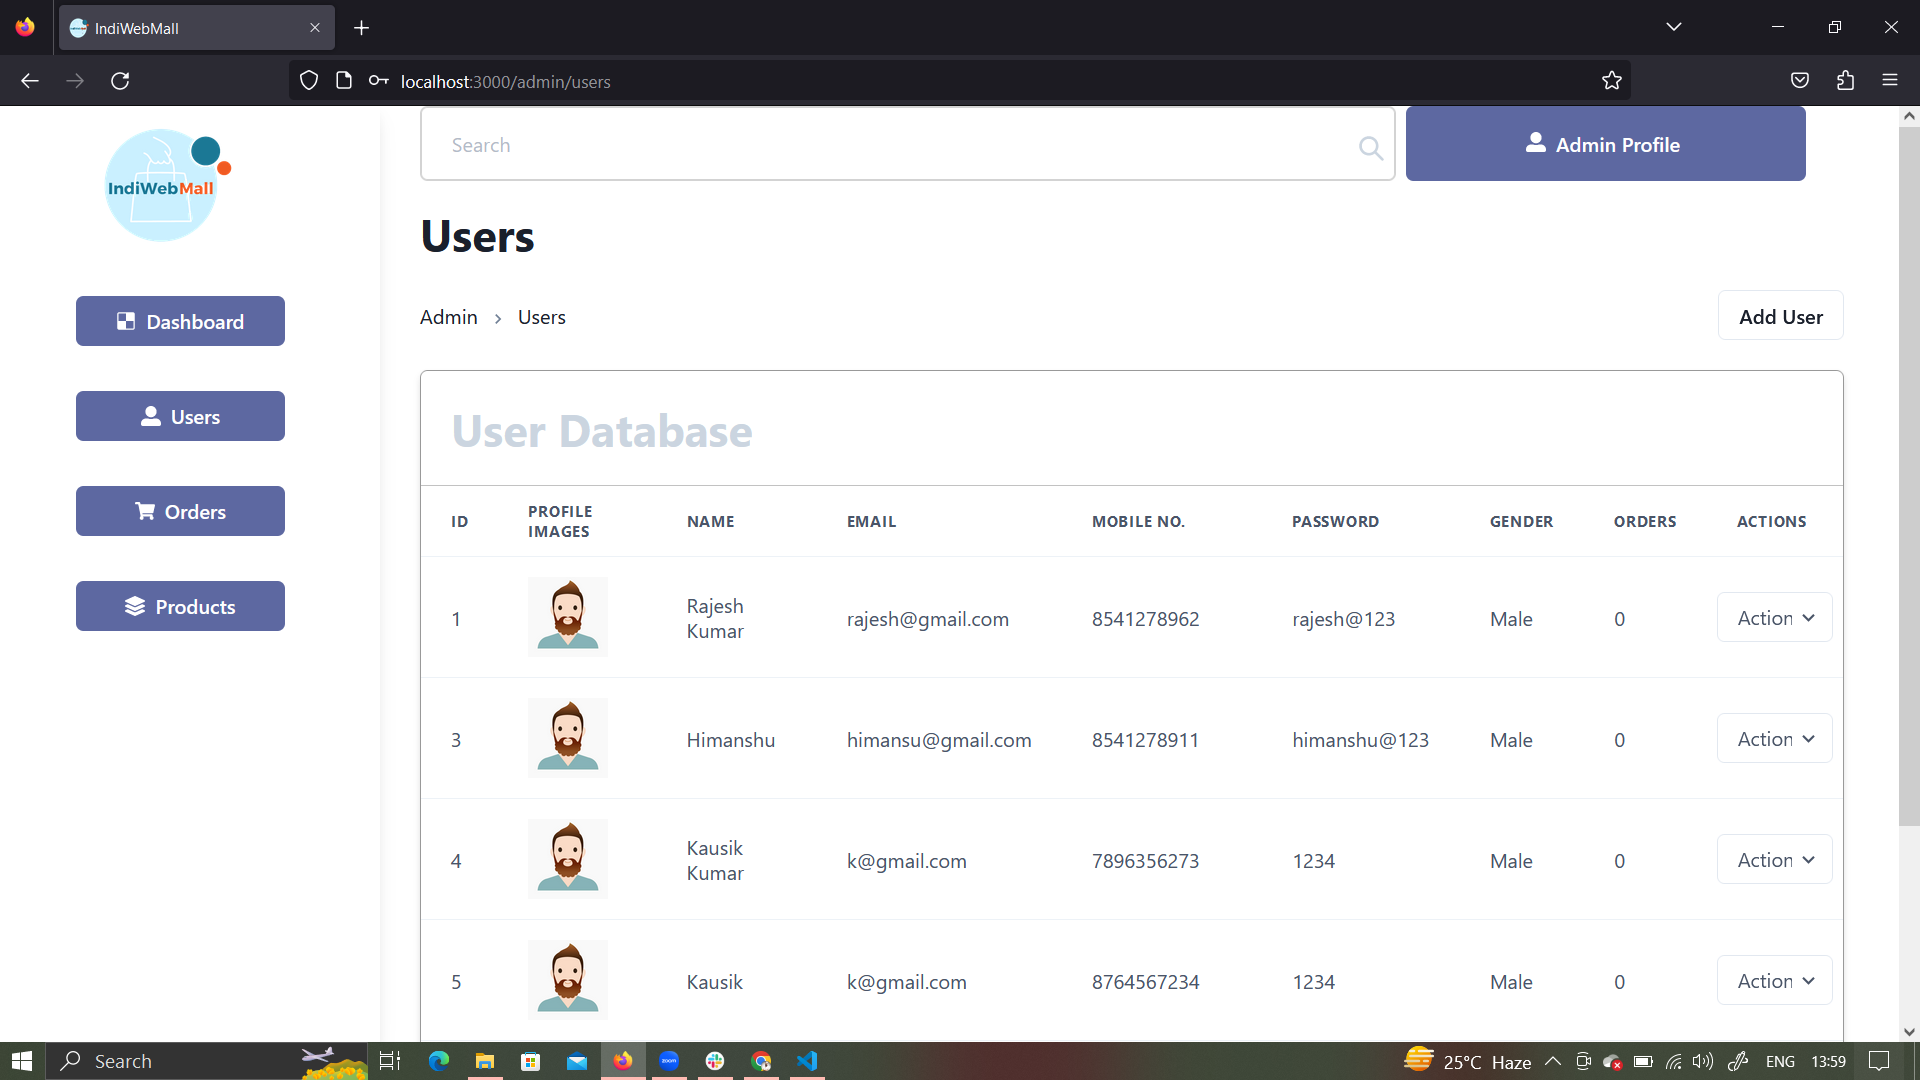 IndiWebMall
localhost:3000/admin/users
IndiWebMall
Search
Admin Profile
Users
Dashboard
Admin
Users
Add User
Users
User Database
Orders
ID PROFILE IMAGES NAME EMAIL MOBILE NO. PASSWORD GENDER ORDERS ACTIONS
Products
1 Rajesh Kumar rajesh@gmail.com 8541278962 rajesh@123 Male 0 Action
3 Himanshu himansu@gmail.com 8541278911 himanshu@123 Male 0 Action
4 Kausik Kumar k@gmail.com 7896356273 1234 Male 0 Action
5 Kausik k@gmail.com 8764567234 1234 Male 0 Action
Search
zoom
25°C Haze
ENG
13:59